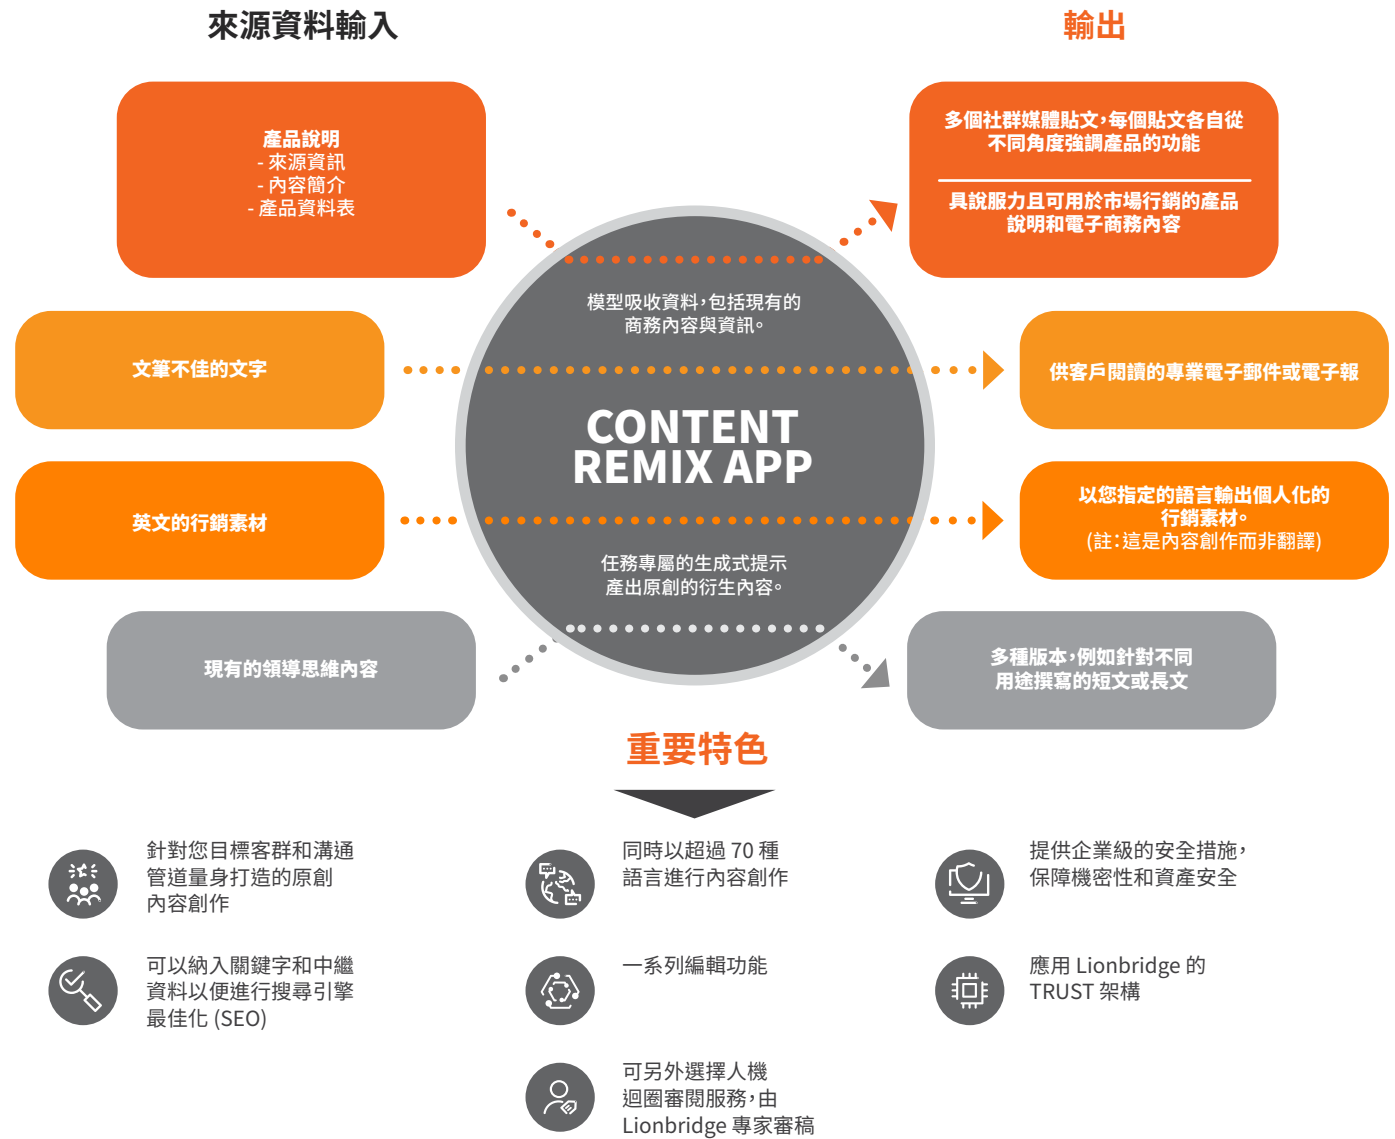 來源資料輸入
輸出
產品說明
- 來源資訊
- 內容簡介
- 產品資料表
多個社群媒體貼文，每個貼文各自從
不同角度強調產品的功能
具說服力且可用於市場行銷的產品
說明和電子商務內容
模型吸收資料，包括現有的
商務內容與資訊。
文筆不佳的文字
供客戶閱讀的專業電子郵件或電子報
CONTENT
REMIX APP
英文的行銷素材
以您指定的語言輸出個人化的
行銷素材。
(註：這是內容創作而非翻譯)
任務專屬的生成式提示
產出原創的衍生內容。
現有的領導思維內容
多種版本，例如針對不同
用途撰寫的短文或長文
重要特色
針對您目標客群和溝通
管道量身打造的原創
內容創作
同時以超過 70 種
語言進行內容創作
提供企業級的安全措施，
保障機密性和資產安全
可以納入關鍵字和中繼
資料以便進行搜尋引擎
最佳化 (SEO)
一系列編輯功能
應用 Lionbridge 的
TRUST 架構
可另外選擇人機
迴圈審閱服務，由
Lionbridge 專家審稿